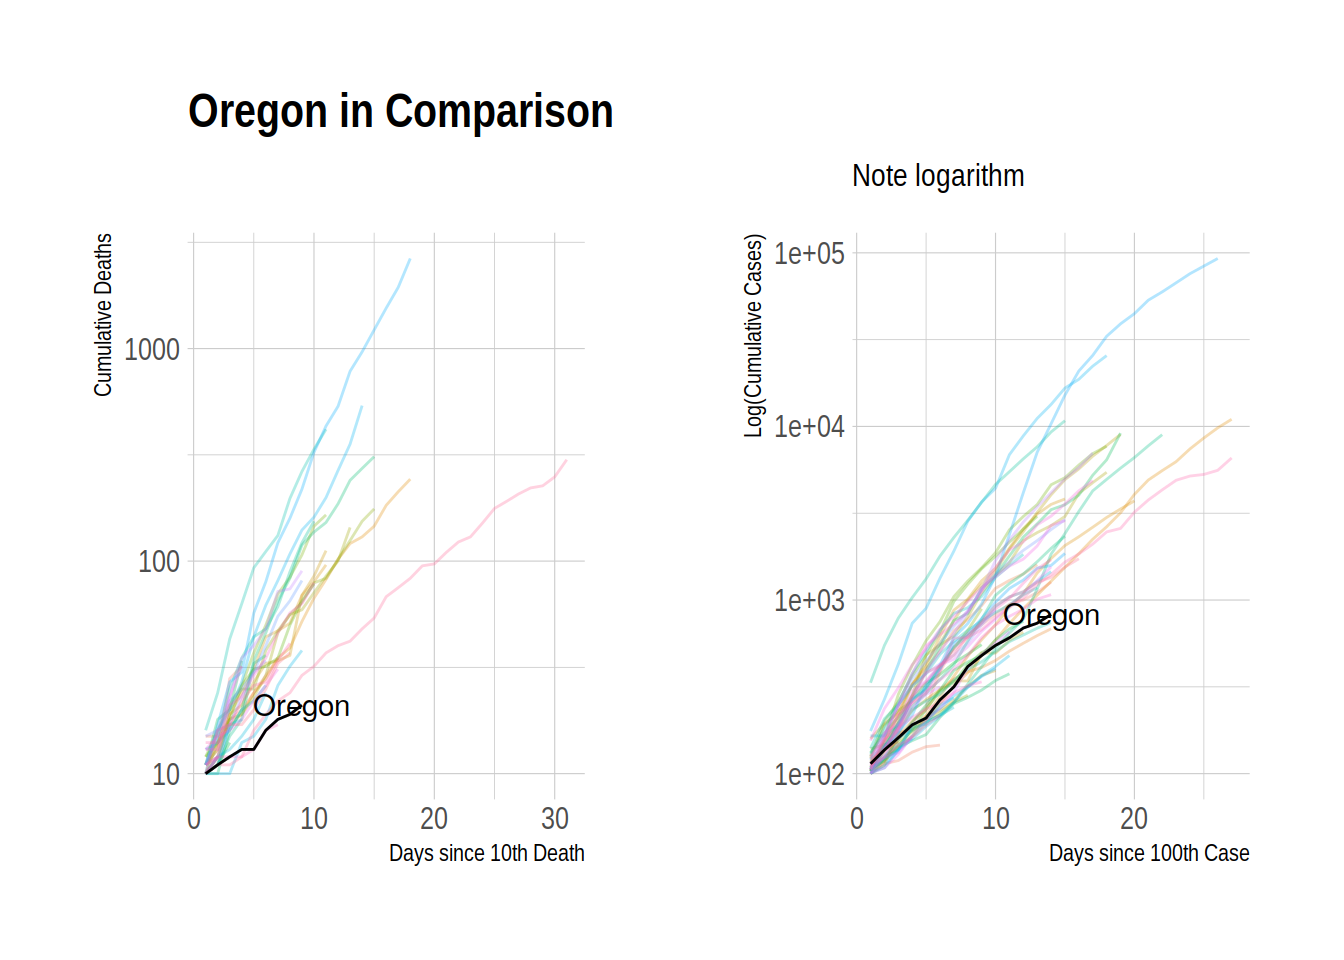 Oregon in Comparison
Cumulative Deaths
1000
100
10
Oregon
0 10 20 30
Days since 10th Death
Note logarithm
Log(Cumulative Cases)
1e+05
1e+04
1e+03
1e+02
Oregon
0 10 20
Days since 100th Case